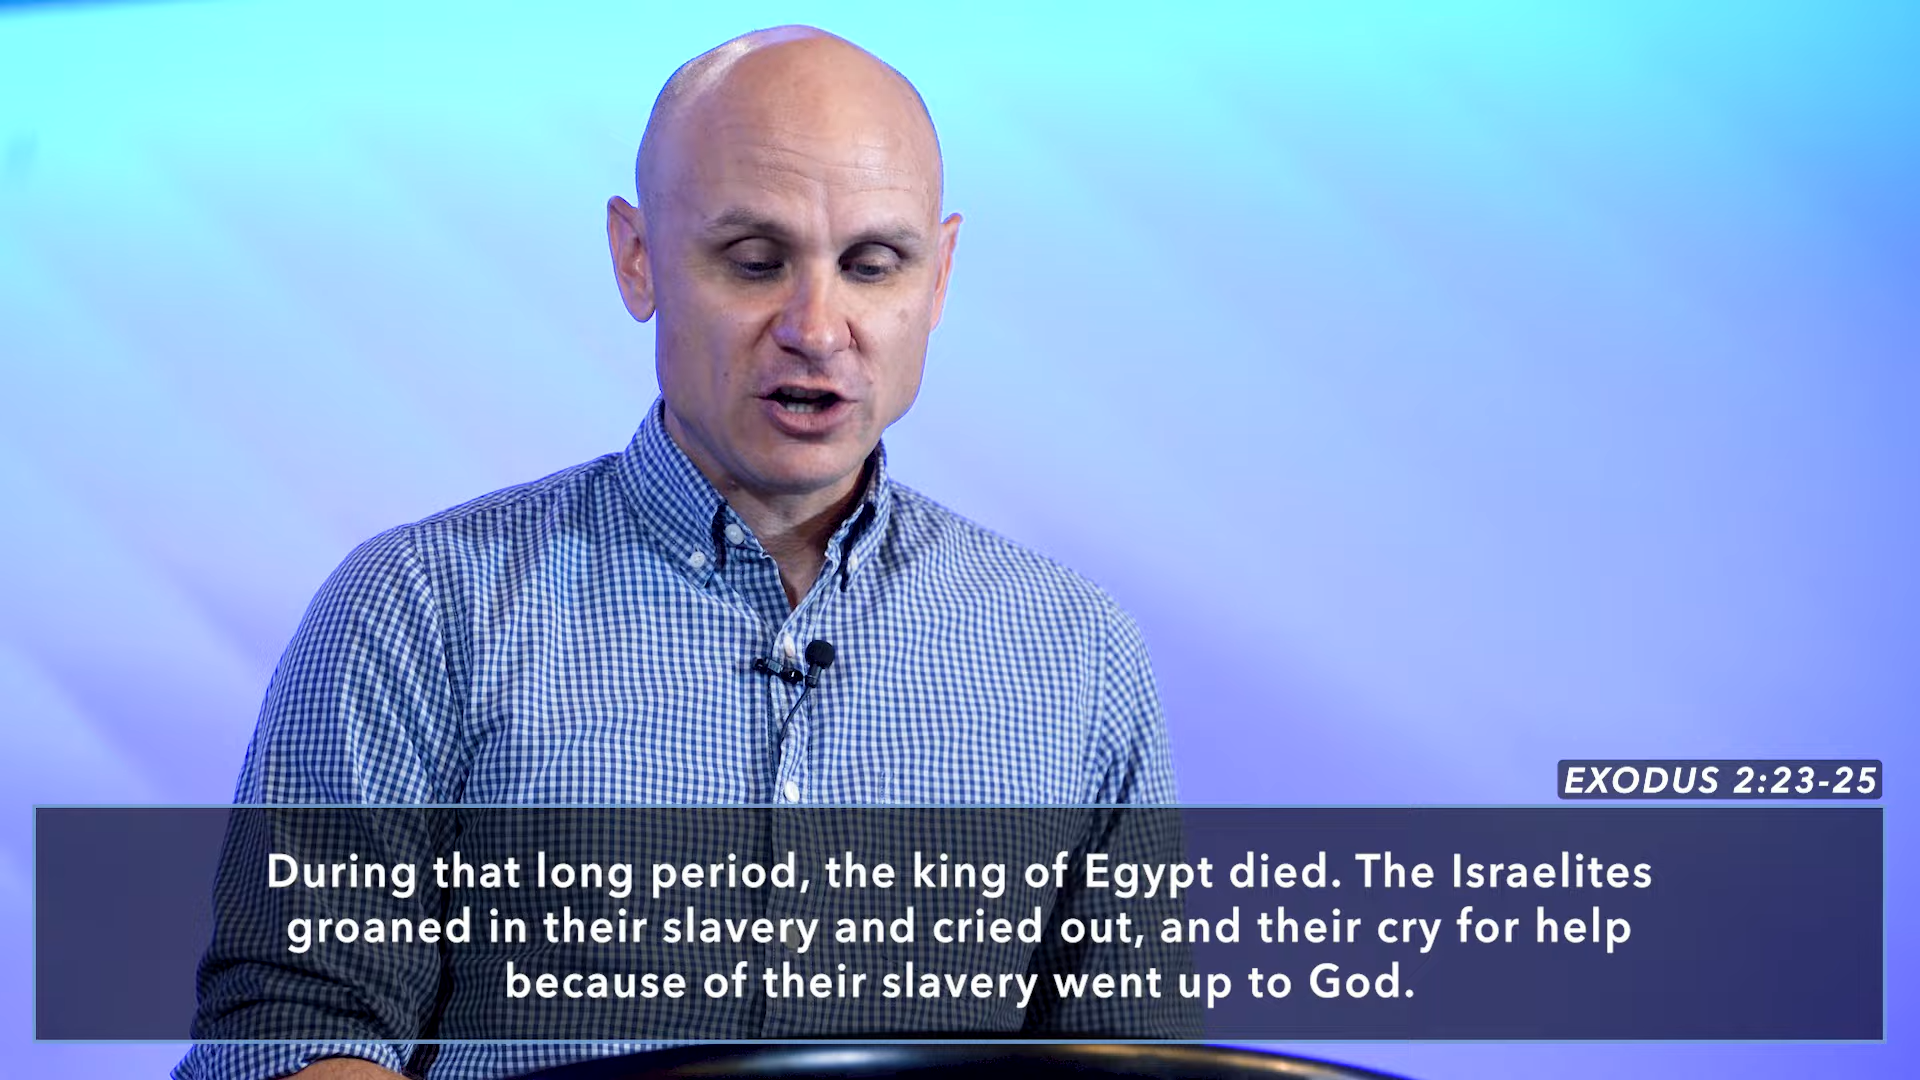 EXODUS 2:23-25
During that long period, the king of Egypt died. The Israelites
groaned in their slavery and cried out, and their cry for help
because of their slavery went up to God.